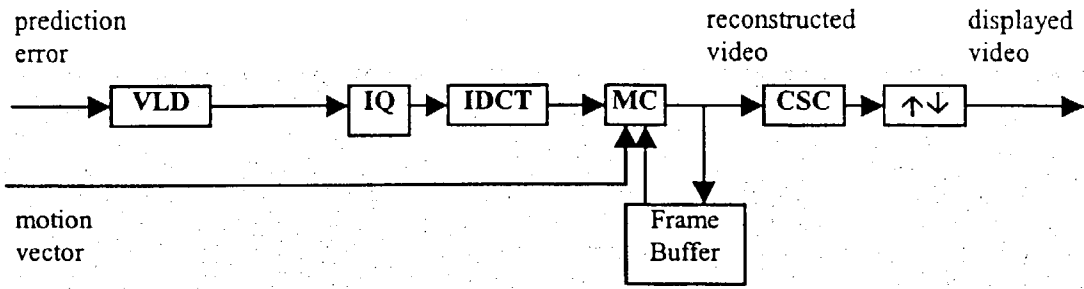 prediction
error
reconstructed
video
displayed
video
VLD
IQ
IDCT
MC
CSC
↑↓
motion
vector
Frame
Buffer